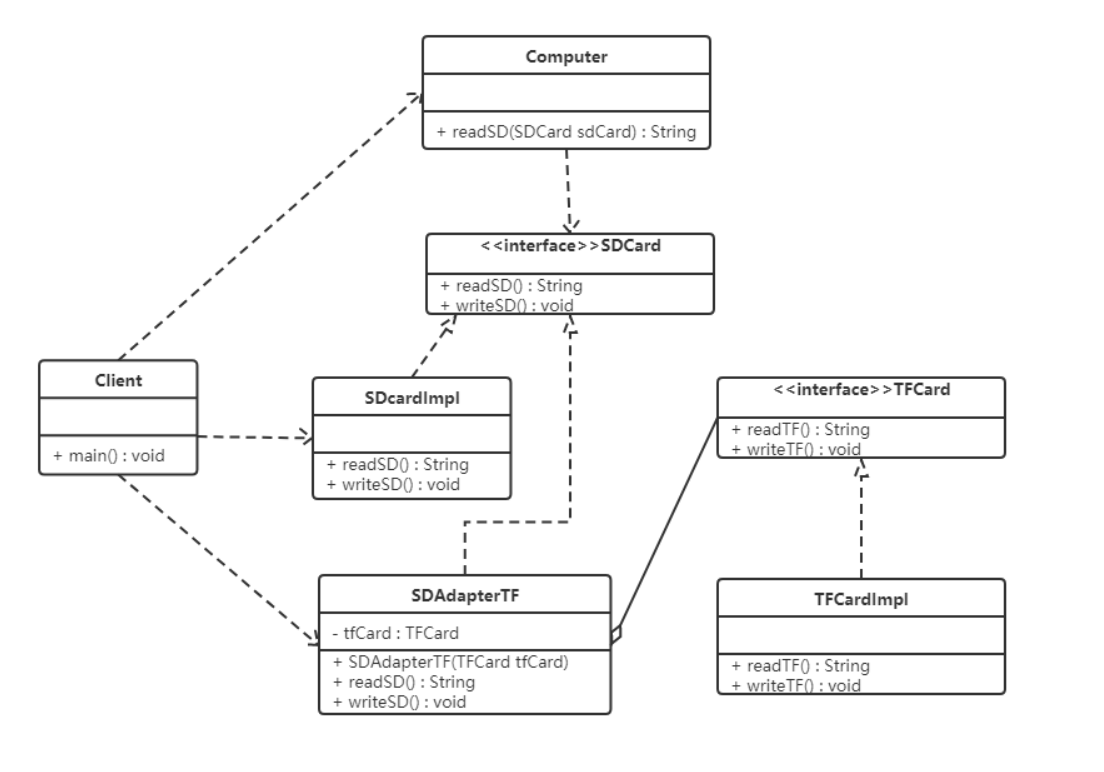 Computer
+ readSD(SDCard sdCard) : String
<<interface>>SDCard
+ readSD() : String
+ writeSD() : void
Client
+ main() : void
SDcardImpl
+ readSD() : String
+ writeSD() : void
<<interface>>TFCard
+ readTF() : String
+ writeTF() : void
SDAdapterTF
- tfCard : TFCard
+ SDAdapterTF(TFCard tfCard)
+ readSD() : String
+ writeSD() : void
TFCardImpl
+ readTF() : String
+ writeTF() : void